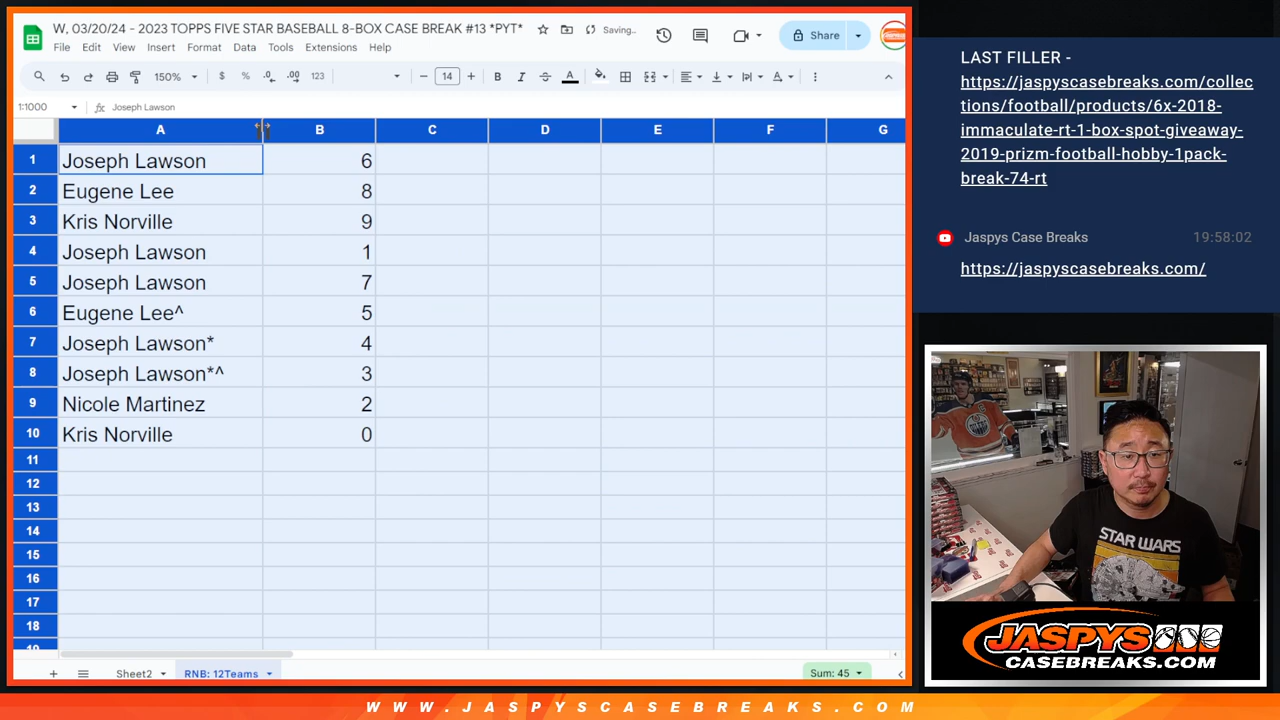 W, 03/20/24 - 2023 TOPPS FIVE STAR BASEBALL 8-BOX CASE BREAK #13 *PYT*
Saving..
Share
File Edit View Insert Format Data Tools Extensions Help
150% $ % .0 .00 123 14 B I S A
1:1000 fx Joseph Lawson
A B C D E F G
1 Joseph Lawson 6
2 Eugene Lee 8
3 Kris Norville 9
4 Joseph Lawson 1
5 Joseph Lawson 7
6 Eugene Lee^ 5
7 Joseph Lawson* 4
8 Joseph Lawson*^ 3
9 Nicole Martinez 2
10 Kris Norville 0
11
12
13
14
15
16
17
18
Sheet2 RNB: 12Teams Sum: 45
LAST FILLER -
https://jaspyscasebreaks.com/collec
tions/football/products/6x-2018-
immaculate-rt-1-box-spot-giveaway-
2019-prizm-football-hobby-1pack-
break-74-rt
Jaspys Case Breaks 19:58:02
https://jaspyscasebreaks.com/
STAR WARS
JASPYS
CASEBREAKS.COM
WWW.JASPYSCASEBREAKS.COM